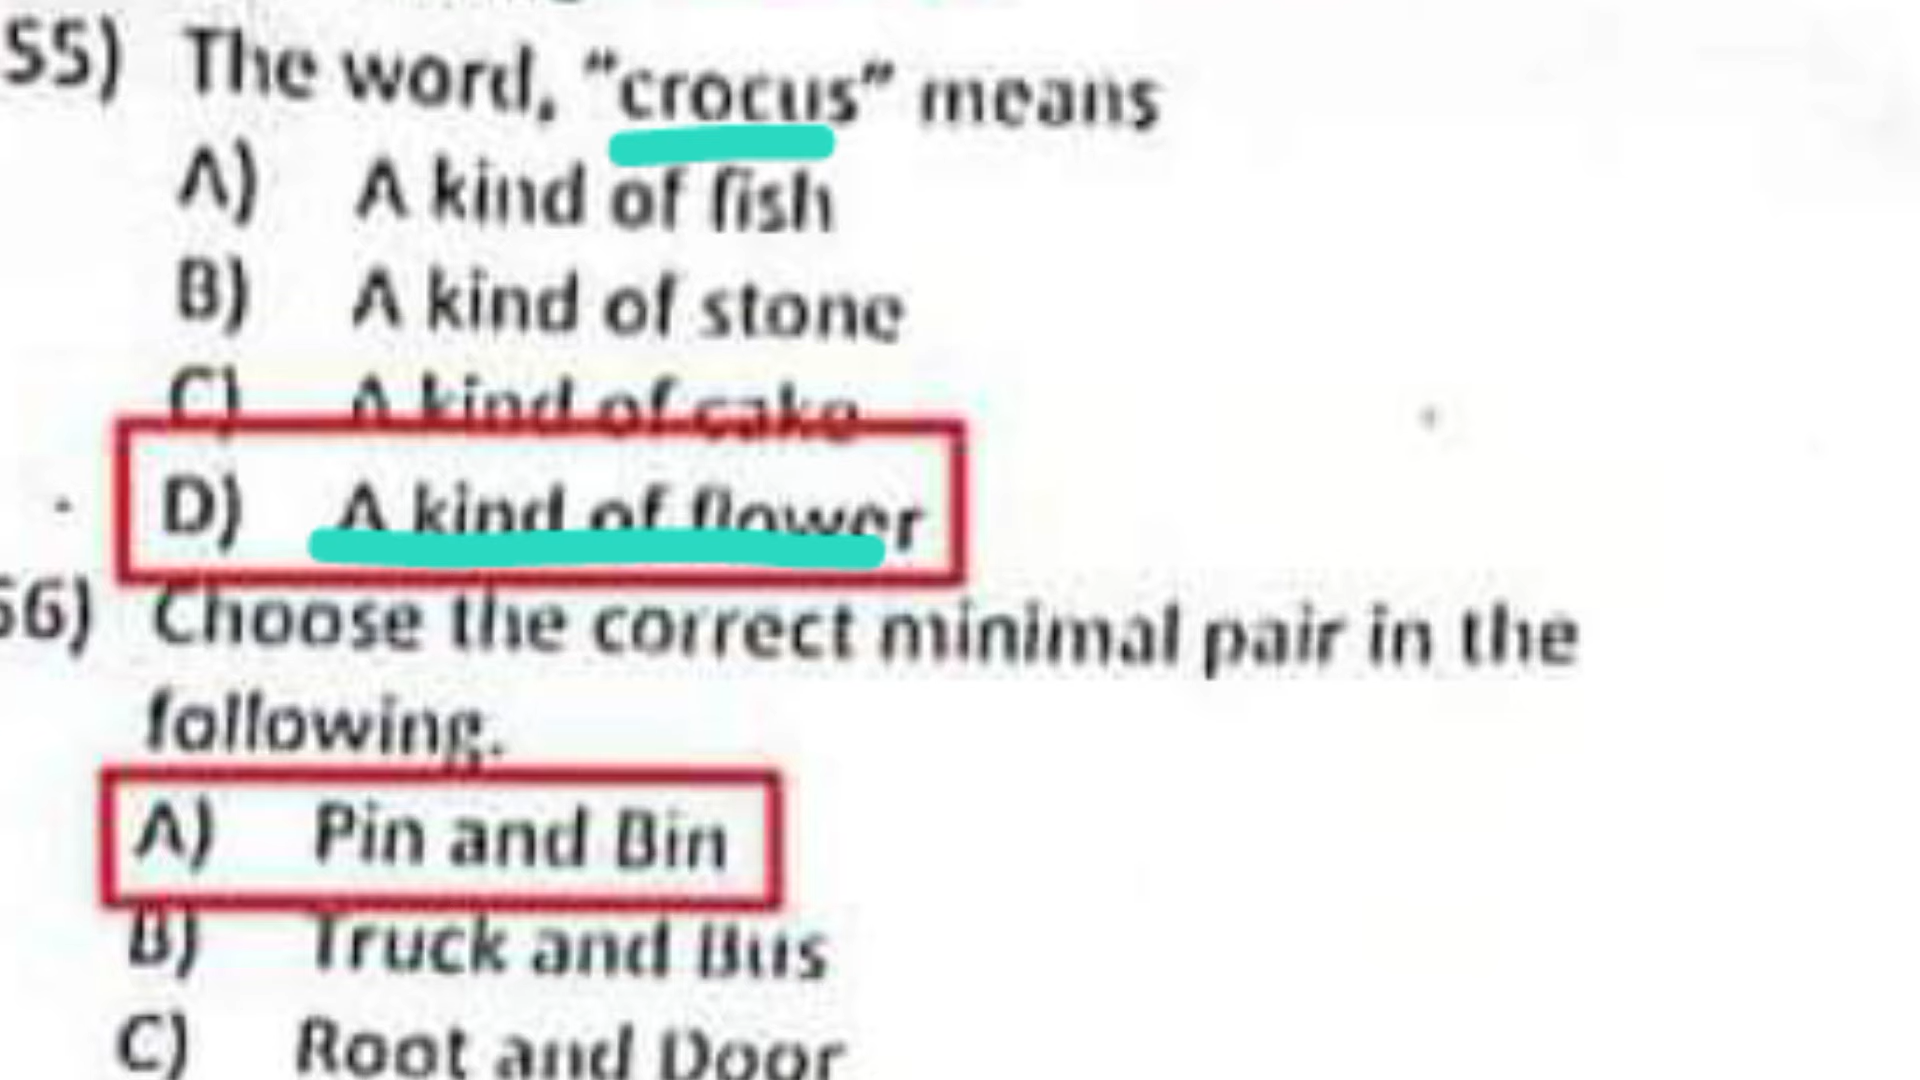 55) The word, "crocus" means
A) A kind of fish
B) A kind of stone
C) A kind of cake
D) A kind of flower
56) Choose the correct minimal pair in the
following.
A) Pin and Bin
B) Truck and Bus
C) Root and Door